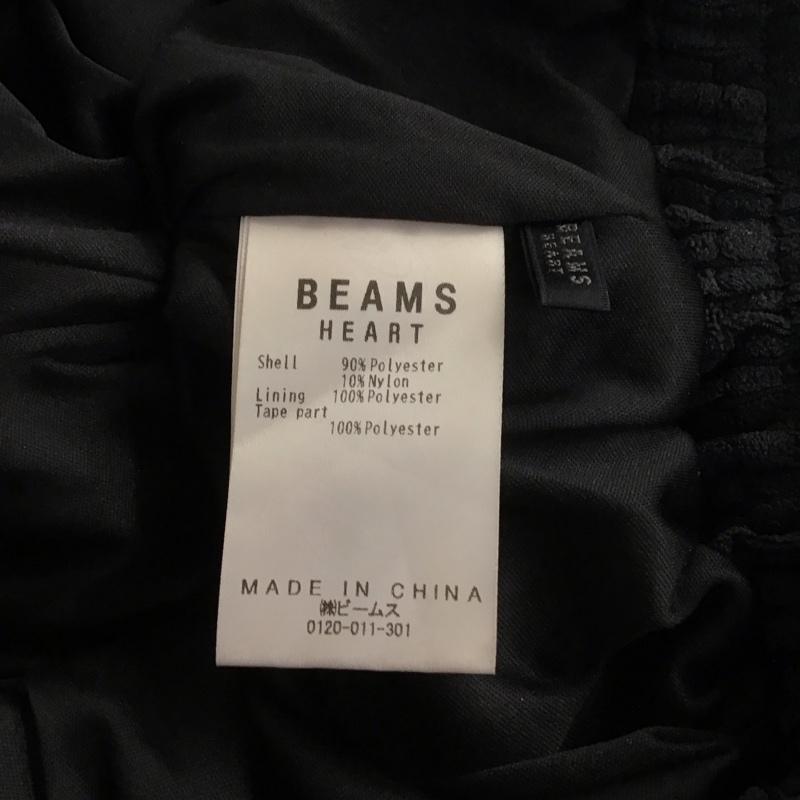 BEAMS
HEART
Shell 90%Polyester
10%Nylon
Lining 100%Polyester
Tape part
100%Polyester
MADE IN CHINA
㈱ビームス
0120-011-301
BEAMS
HEART